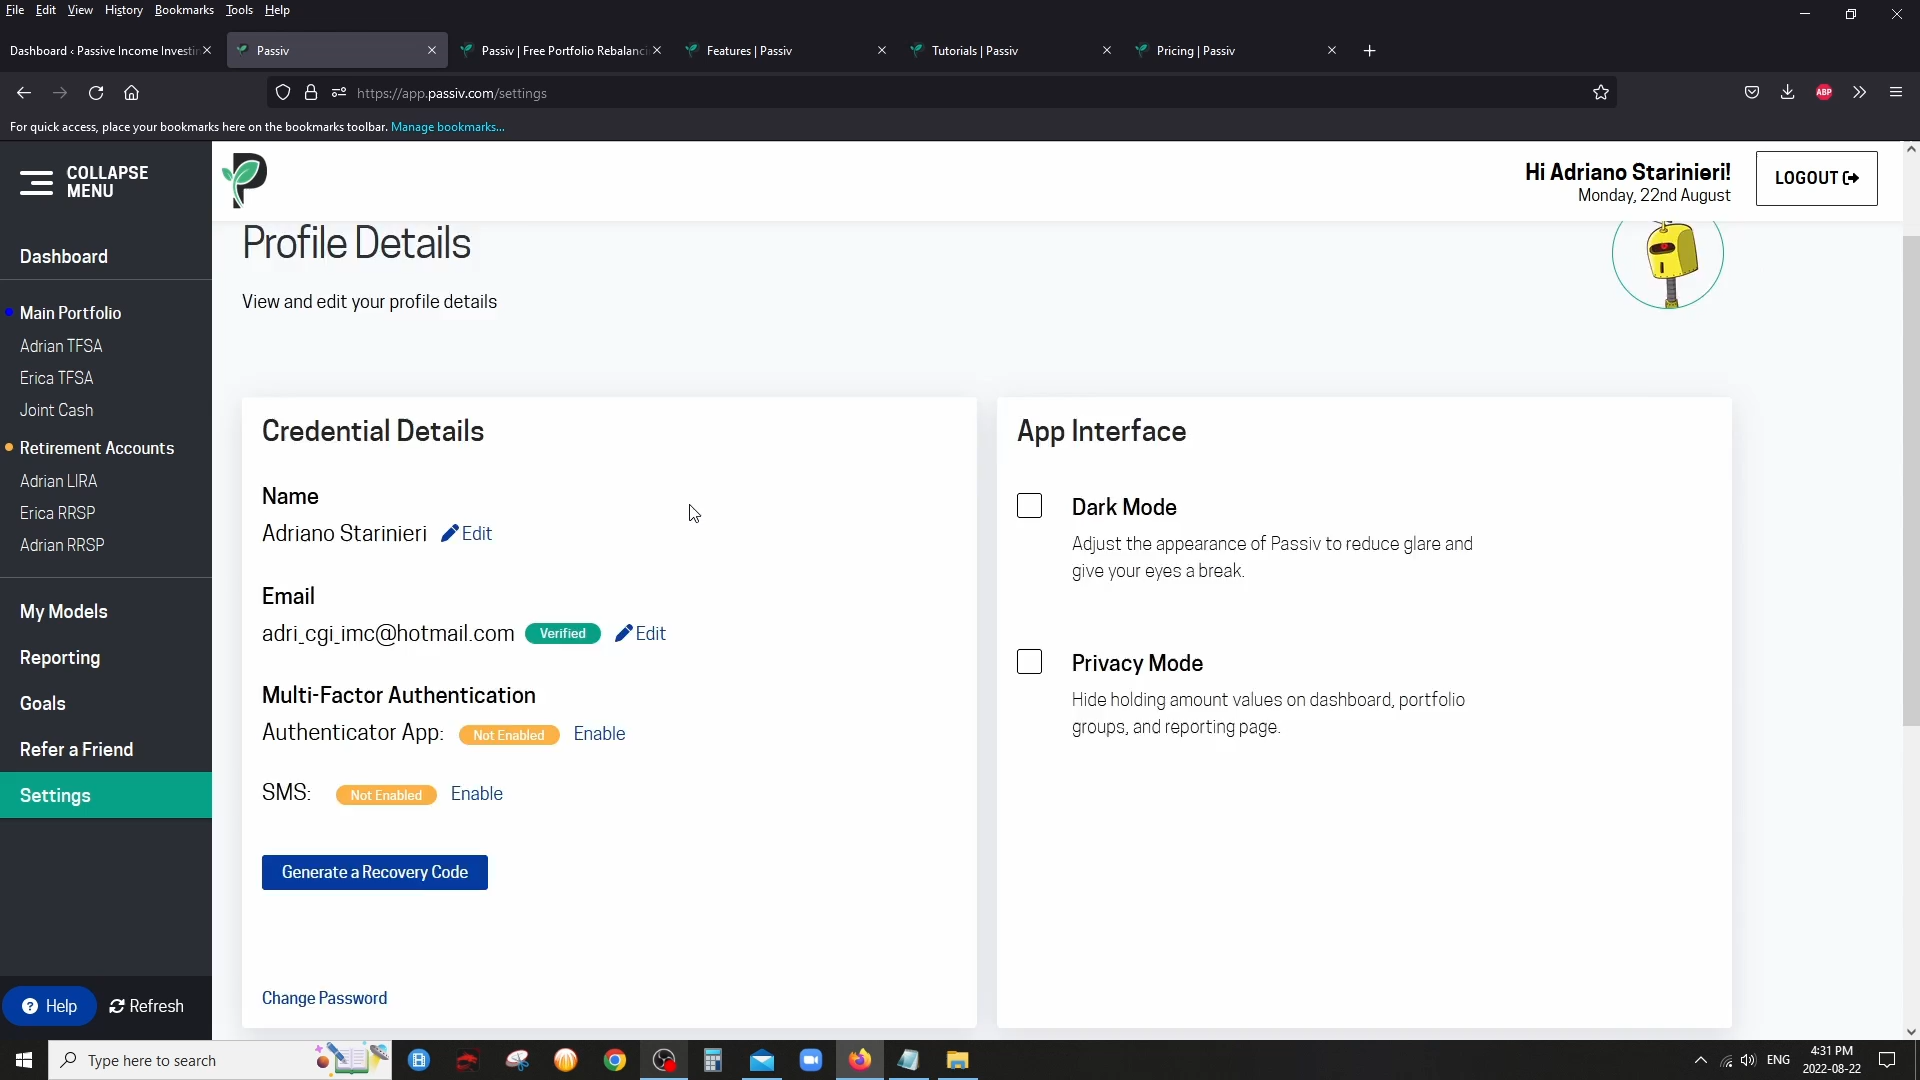 File Edit View History Bookmarks Tools Help
Dashboard ‹ Passive Income Investin
Passiv
Passiv | Free Portfolio Rebalanci
Features | Passiv
Tutorials | Passiv
Pricing | Passiv
https://app.passiv.com/settings
ABP
For quick access, place your bookmarks here on the bookmarks toolbar. Manage bookmarks...
COLLAPSE
MENU
Hi Adriano Starinieri!
Monday, 22nd August
LOGOUT
Dashboard
Main Portfolio
Adrian TFSA
Erica TFSA
Joint Cash
Retirement Accounts
Adrian LIRA
Erica RRSP
Adrian RRSP
My Models
Reporting
Goals
Refer a Friend
Settings
Help
Refresh
Profile Details
View and edit your profile details
Credential Details
Name
Adriano Starinieri Edit
Email
adri_cgi_imc@hotmail.com Verified Edit
Multi-Factor Authentication
Authenticator App: Not Enabled Enable
SMS: Not Enabled Enable
Generate a Recovery Code
Change Password
App Interface
Dark Mode
Adjust the appearance of Passiv to reduce glare and
give your eyes a break.
Privacy Mode
Hide holding amount values on dashboard, portfolio
groups, and reporting page.
Type here to search
ENG
4:31 PM
2022-08-22